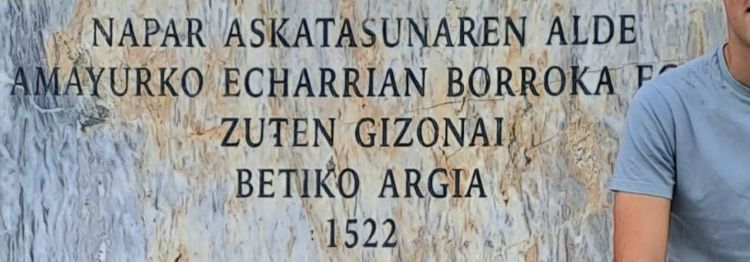 NAPAR ASKATASUNAREN ALDE
AMAYURKO ECHARRIAN BORROKA
ZUTEN GIZONAI
BETIKO ARGIA
1522